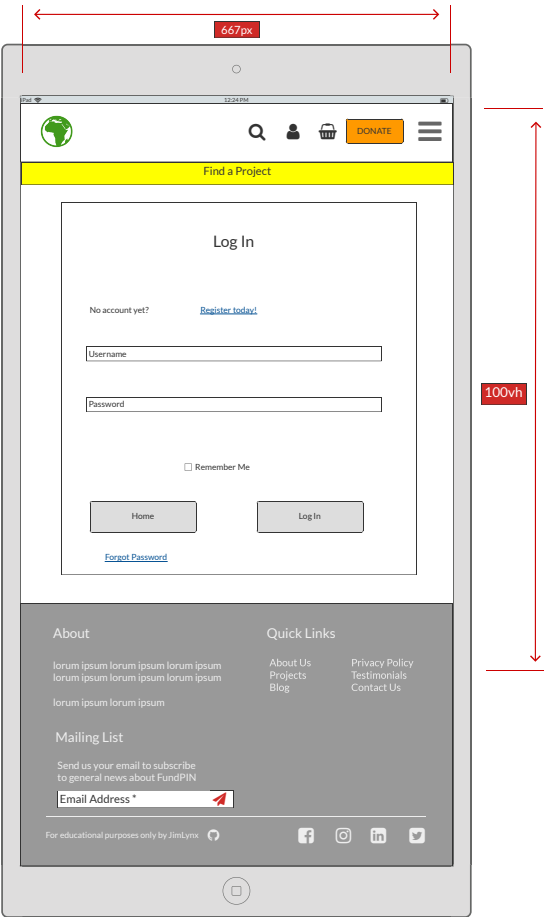 667px
iPad
12:24 PM
DONATE
Find a Project
100vh
Log In
No account yet? Register today!
Username
Password
Remember Me
Home Log In
Forgot Password
About
lorum ipsum lorum ipsum lorum ipsum
lorum ipsum lorum ipsum lorum ipsum
lorum ipsum lorum ipsum
Quick Links
About Us Privacy Policy
Projects Testimonials
Blog Contact Us
Mailing List
Send us your email to subscribe
to general news about FundPIN
Email Address *
For educational purposes only by JimLynx